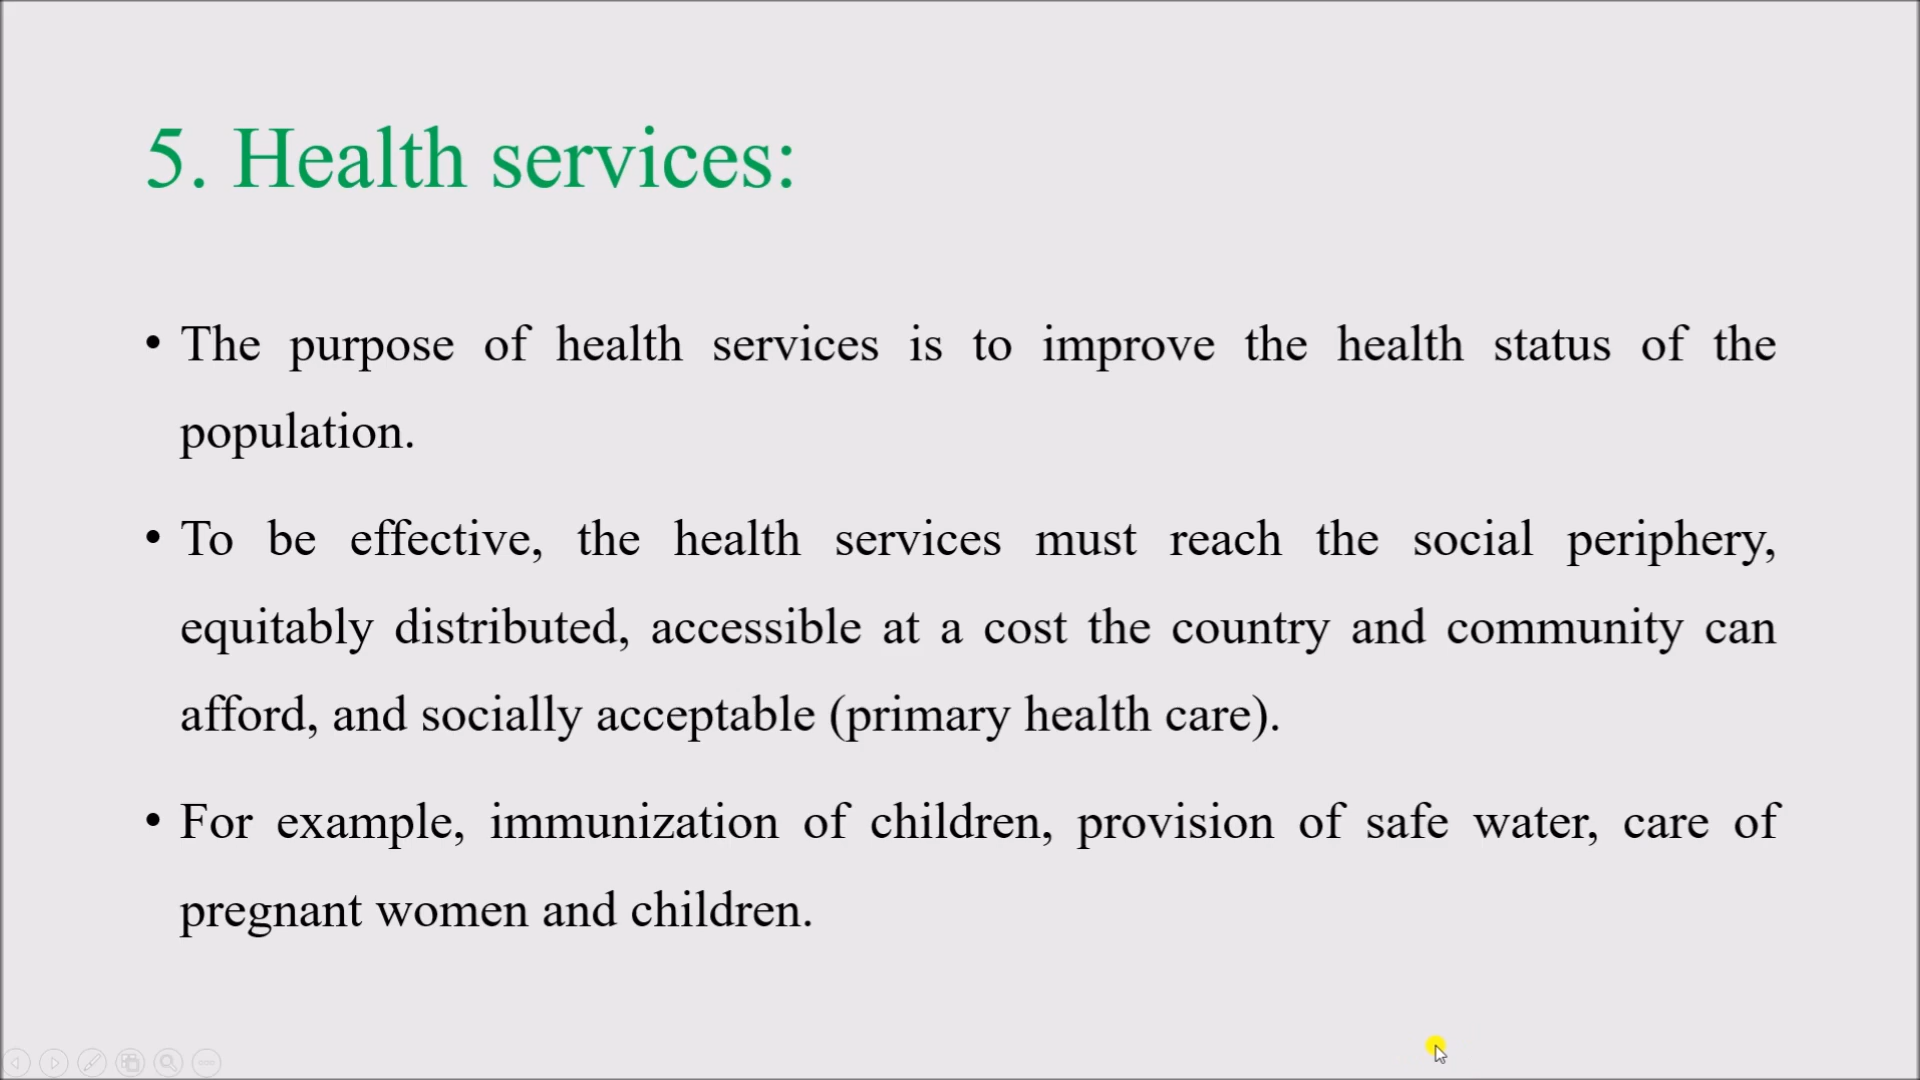 5. Health services:
• The purpose of health services is to improve the health status of the
population.
• To be effective, the health services must reach the social periphery,
equitably distributed, accessible at a cost the country and community can
afford, and socially acceptable (primary health care).
• For example, immunization of children, provision of safe water, care of
pregnant women and children.